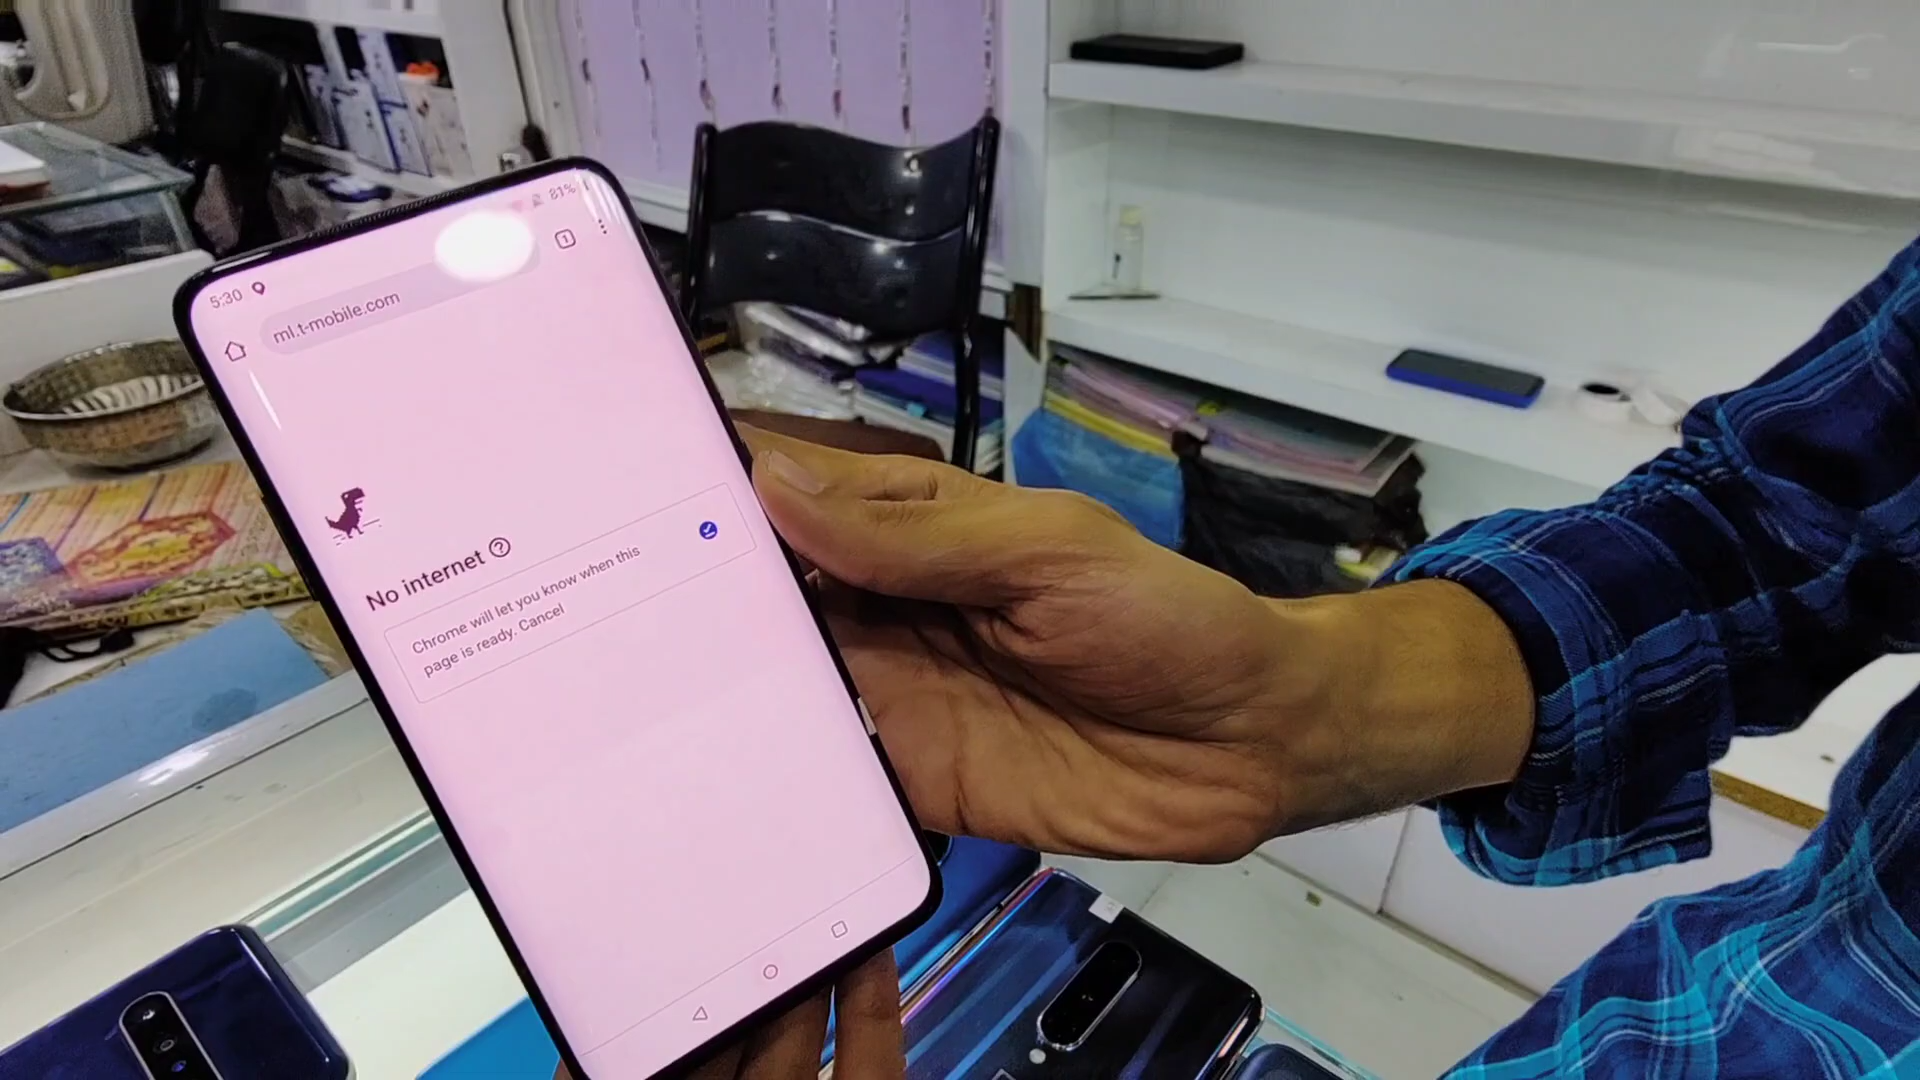 5:30
81%
1
ml.t-mobile.com
No internet
Chrome will let you know when this
page is ready. Cancel